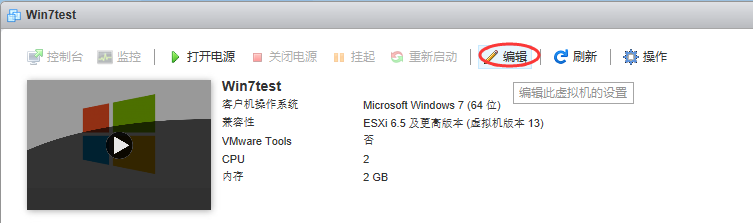 Win7test
控制台 监控 打开电源 关闭电源 挂起 重新启动 编辑 刷新 操作
Win7test
编辑此虚拟机的设置
客户机操作系统 Microsoft Windows 7 (64 位)
兼容性 ESXi 6.5 及更高版本 (虚拟机版本 13)
VMware Tools 否
CPU 2
内存 2 GB